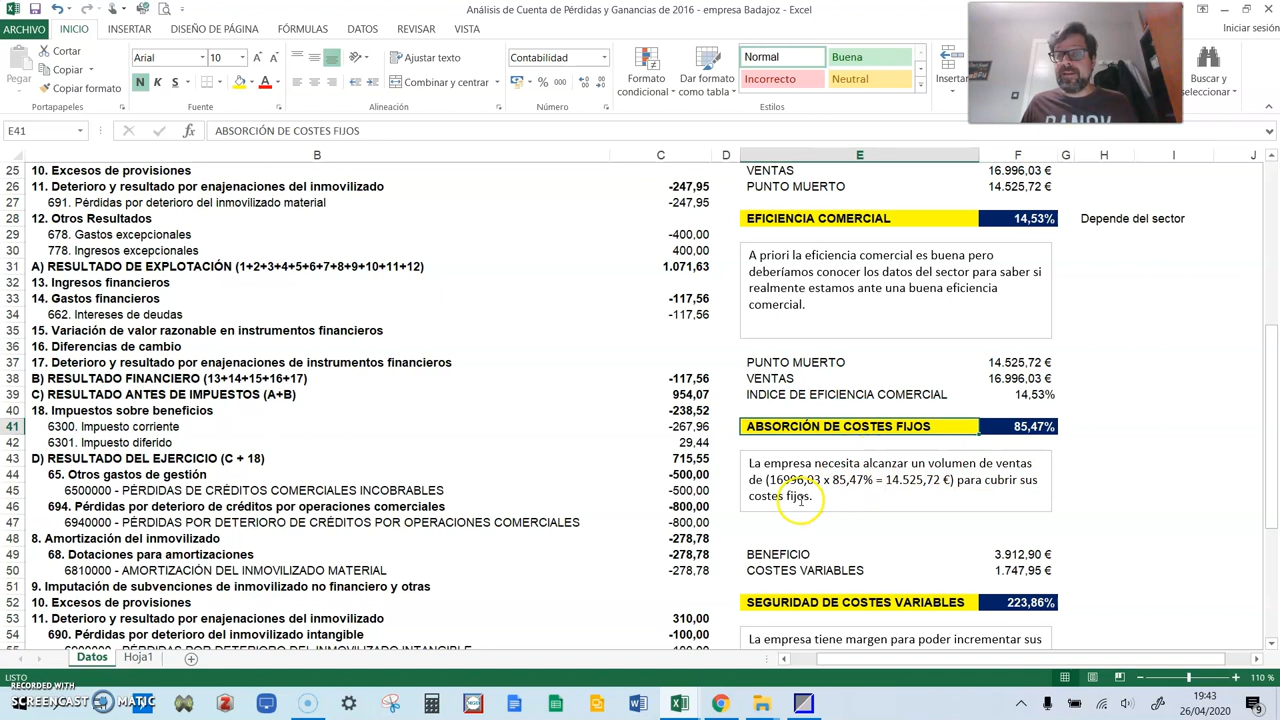 Análisis de Cuenta de Pérdidas y Ganancias de 2016 - empresa Badajoz - Excel
Iniciar sesión
ARCHIVO INICIO INSERTAR DISEÑO DE PÁGINA FÓRMULAS DATOS REVISAR VISTA
Pegar
Cortar
Copiar
Copiar formato
Portapapeles
Arial 10
N K S
Fuente
Ajustar texto
Combinar y centrar
Alineación
Contabilidad
Número
Formato condicional
Dar formato como tabla
Normal Buena
Incorrecto Neutral
Estilos
Insertar
Buscar y seleccionar
E41 ABSORCIÓN DE COSTES FIJOS
B C D E F G H I J
25 10. Excesos de provisiones VENTAS 16.996,03 €
26 11. Deterioro y resultado por enajenaciones del inmovilizado -247,95 PUNTO MUERTO 14.525,72 €
27 691. Pérdidas por deterioro del inmovilizado material -247,95
28 12. Otros Resultados EFICIENCIA COMERCIAL 14,53% Depende del sector
29 678. Gastos excepcionales -400,00
30 778. Ingresos excepcionales 400,00
31 A) RESULTADO DE EXPLOTACIÓN (1+2+3+4+5+6+7+8+9+10+11+12) 1.071,63
32 13. Ingresos financieros
33 14. Gastos financieros -117,56
34 662. Intereses de deudas -117,56
35 15. Variación de valor razonable en instrumentos financieros
36 16. Diferencias de cambio
37 17. Deterioro y resultado por enajenaciones de instrumentos financieros
38 B) RESULTADO FINANCIERO (13+14+15+16+17) -117,56
39 C) RESULTADO ANTES DE IMPUESTOS (A+B) 954,07
40 18. Impuestos sobre beneficios -238,52
41 6300. Impuesto corriente -267,96
42 6301. Impuesto diferido 29,44
43 D) RESULTADO DEL EJERCICIO (C + 18) 715,55
44 65. Otros gastos de gestión -500,00
45 6500000 - PÉRDIDAS DE CRÉDITOS COMERCIALES INCOBRABLES -500,00
46 694. Pérdidas por deterioro de créditos por operaciones comerciales -800,00
47 6940000 - PÉRDIDAS POR DETERIORO DE CRÉDITOS POR OPERACIONES COMERCIALES -800,00
48 8. Amortización del inmovilizado -278,78
49 68. Dotaciones para amortizaciones -278,78
50 6810000 - AMORTIZACIÓN DEL INMOVILIZADO MATERIAL -278,78
51 9. Imputación de subvenciones de inmovilizado no financiero y otras
52 10. Excesos de provisiones
53 11. Deterioro y resultado por enajenaciones del inmovilizado 310,00
54 690. Pérdidas por deterioro del inmovilizado intangible -100,00
A priori la eficiencia comercial es buena pero
deberíamos conocer los datos del sector para saber si
realmente estamos ante una buena eficiencia
comercial.
PUNTO MUERTO 14.525,72 €
VENTAS 16.996,03 €
INDICE DE EFICIENCIA COMERCIAL 14,53%
ABSORCIÓN DE COSTES FIJOS 85,47%
La empresa necesita alcanzar un volumen de ventas
de (16996,03 x 85,47% = 14.525,72 €) para cubrir sus
costes fijos.
BENEFICIO 3.912,90 €
COSTES VARIABLES 1.747,95 €
SEGURIDAD DE COSTES VARIABLES 223,86%
La empresa tiene margen para poder incrementar sus
Datos Hoja1
LISTO
110 %
RECORDED WITH
SCREENCAST MATIC
19:43
26/04/2020